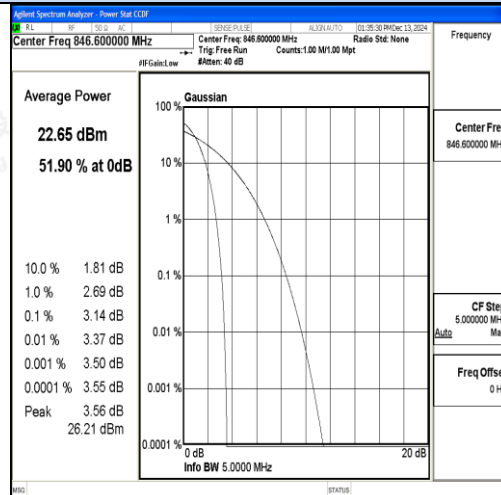 Agilent Spectrum Analyzer - Power Stat CCDF
RL RF 50 Ω AC SENSE:PULSE ALIGN AUTO 01:35:30 PM Dec 13, 2024
Center Freq 846.600000 MHz
Center Freq: 846.600000 MHz Radio Std: None
Trig: Free Run Counts:1.00 M/1.00 Mpt
#IFGain:Low #Atten: 40 dB
Frequency
Average Power
22.65 dBm
51.90 % at 0dB
10.0 % 1.81 dB
1.0 % 2.69 dB
0.1 % 3.14 dB
0.01 % 3.37 dB
0.001 % 3.50 dB
0.0001 % 3.55 dB
Peak 3.56 dB
26.21 dBm
Gaussian
100 %
10 %
1 %
0.1 %
0.01 %
0.001 %
0.0001 %
0 dB 20 dB
Info BW 5.0000 MHz
Center Fre
846.600000 MH
CF Ste
5.000000 MH
Auto Ma
Freq Offse
0 H
MSG STATUS